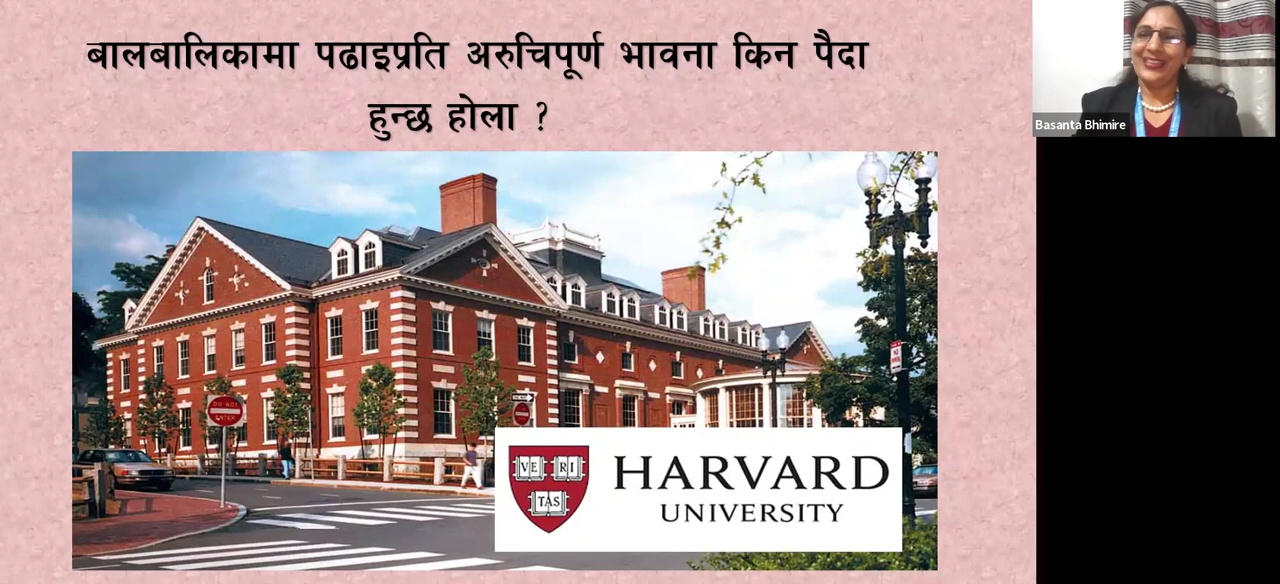 बालबालिकामा पढाइप्रति अरुचिपूर्ण भावना किन पैदा
हुन्छ होला ?
Basanta Bhimire
DO NOT
ENTER
VE RI
TAS
HARVARD
UNIVERSITY